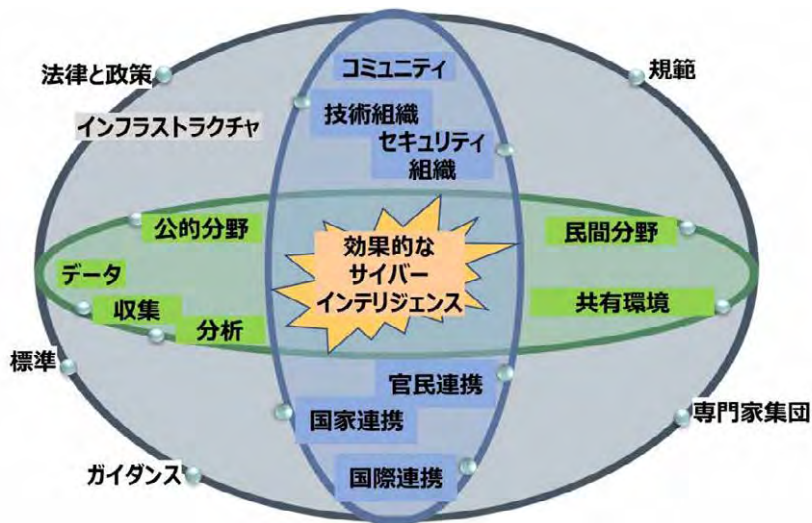 コミュニティ
法律と政策
規範
インフラストラクチャ
技術組織
セキュリティ
組織
公的分野
民間分野
効果的な
サイバー
インテリジェンス
データ
収集
分析
共有環境
標準
官民連携
国家連携
専門家集団
ガイダンス
国際連携